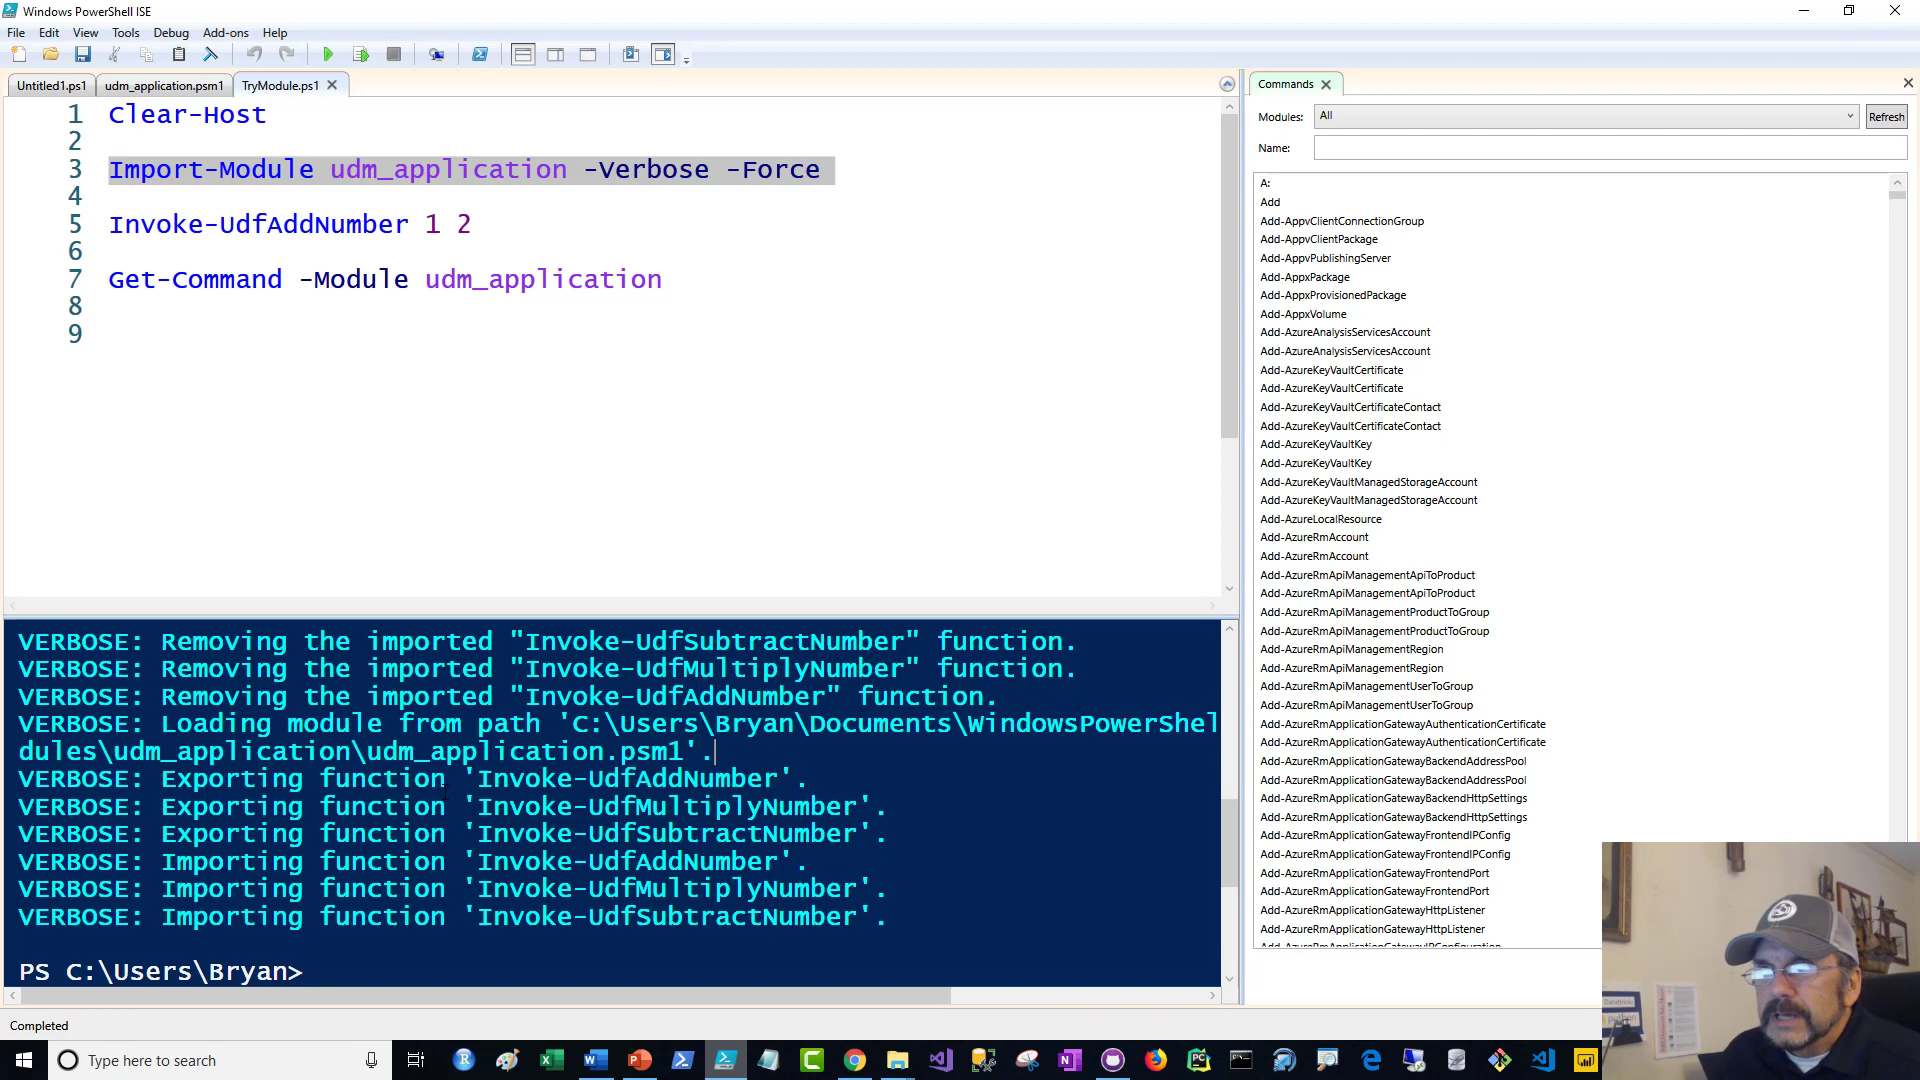 Windows PowerShell ISE
File Edit View Tools Debug Add-ons Help
Untitled1.ps1 udm_application.psm1 TryModule.ps1
1 Clear-Host
2
3 Import-Module udm_application -Verbose -Force
4
5 Invoke-UdfAddNumber 1 2
6
7 Get-Command -Module udm_application
8
9
VERBOSE: Removing the imported "Invoke-UdfSubtractNumber" function.
VERBOSE: Removing the imported "Invoke-UdfMultiplyNumber" function.
VERBOSE: Removing the imported "Invoke-UdfAddNumber" function.
VERBOSE: Loading module from path 'C:\Users\Bryan\Documents\WindowsPowerShel
dules\udm_application\udm_application.psm1'.
VERBOSE: Exporting function 'Invoke-UdfAddNumber'.
VERBOSE: Exporting function 'Invoke-UdfMultiplyNumber'.
VERBOSE: Exporting function 'Invoke-UdfSubtractNumber'.
VERBOSE: Importing function 'Invoke-UdfAddNumber'.
VERBOSE: Importing function 'Invoke-UdfMultiplyNumber'.
VERBOSE: Importing function 'Invoke-UdfSubtractNumber'.
PS C:\Users\Bryan>
Completed
Commands
Modules: All Refresh
Name:
A:
Add
Add-AppvClientConnectionGroup
Add-AppvClientPackage
Add-AppvPublishingServer
Add-AppxPackage
Add-AppxProvisionedPackage
Add-AppxVolume
Add-AzureAnalysisServicesAccount
Add-AzureAnalysisServicesAccount
Add-AzureKeyVaultCertificate
Add-AzureKeyVaultCertificate
Add-AzureKeyVaultCertificateContact
Add-AzureKeyVaultCertificateContact
Add-AzureKeyVaultKey
Add-AzureKeyVaultKey
Add-AzureKeyVaultManagedStorageAccount
Add-AzureKeyVaultManagedStorageAccount
Add-AzureLocalResource
Add-AzureRmAccount
Add-AzureRmAccount
Add-AzureRmApiManagementApiToProduct
Add-AzureRmApiManagementApiToProduct
Add-AzureRmApiManagementProductToGroup
Add-AzureRmApiManagementProductToGroup
Add-AzureRmApiManagementRegion
Add-AzureRmApiManagementRegion
Add-AzureRmApiManagementUserToGroup
Add-AzureRmApiManagementUserToGroup
Add-AzureRmApplicationGatewayAuthenticationCertificate
Add-AzureRmApplicationGatewayAuthenticationCertificate
Add-AzureRmApplicationGatewayBackendAddressPool
Add-AzureRmApplicationGatewayBackendAddressPool
Add-AzureRmApplicationGatewayBackendHttpSettings
Add-AzureRmApplicationGatewayBackendHttpSettings
Add-AzureRmApplicationGatewayFrontendIPConfig
Add-AzureRmApplicationGatewayFrontendIPConfig
Add-AzureRmApplicationGatewayFrontendPort
Add-AzureRmApplicationGatewayFrontendPort
Add-AzureRmApplicationGatewayHttpListener
Add-AzureRmApplicationGatewayHttpListener
Add-AzureRmApplicationGatewayIPConfiguration
python
Type here to search